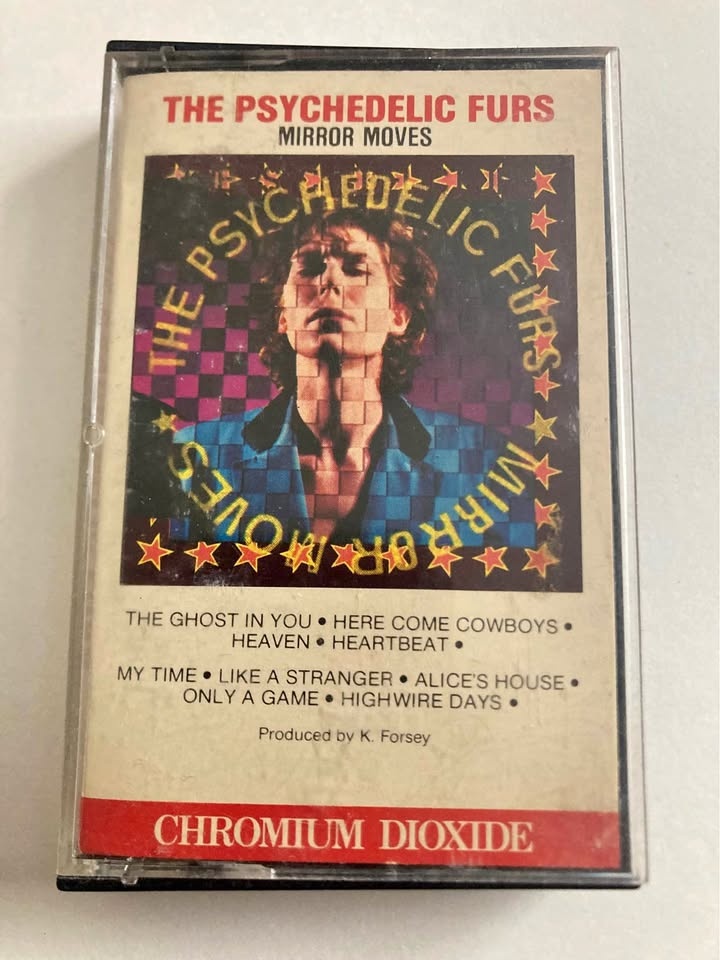 THE PSYCHEDELIC FURS
MIRROR MOVES
THE PSYCHEDELIC FURS
MIRROR MOVES
THE GHOST IN YOU • HERE COME COWBOYS •
HEAVEN • HEARTBEAT •
MY TIME • LIKE A STRANGER • ALICE'S HOUSE •
ONLY A GAME • HIGHWIRE DAYS •
Produced by K. Forsey
CHROMIUM DIOXIDE